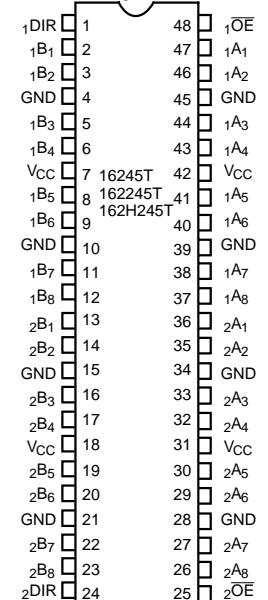 ₁DIR 1 48 ₁O̅E̅
₁B₁ 2 47 ₁A₁
₁B₂ 3 46 ₁A₂
GND 4 45 GND
₁B₃ 5 44 ₁A₃
₁B₄ 6 43 ₁A₄
VCC 7 16245T 42 VCC
₁B₅ 8 162245T 41 ₁A₅
162H245T
₁B₆ 9 40 ₁A₆
GND 10 39 GND
₁B₇ 11 38 ₁A₇
₁B₈ 12 37 ₁A₈
₂B₁ 13 36 ₂A₁
₂B₂ 14 35 ₂A₂
GND 15 34 GND
₂B₃ 16 33 ₂A₃
₂B₄ 17 32 ₂A₄
VCC 18 31 VCC
₂B₅ 19 30 ₂A₅
₂B₆ 20 29 ₂A₆
GND 21 28 GND
₂B₇ 22 27 ₂A₇
₂B₈ 23 26 ₂A₈
₂DIR 24 25 ₂O̅E̅